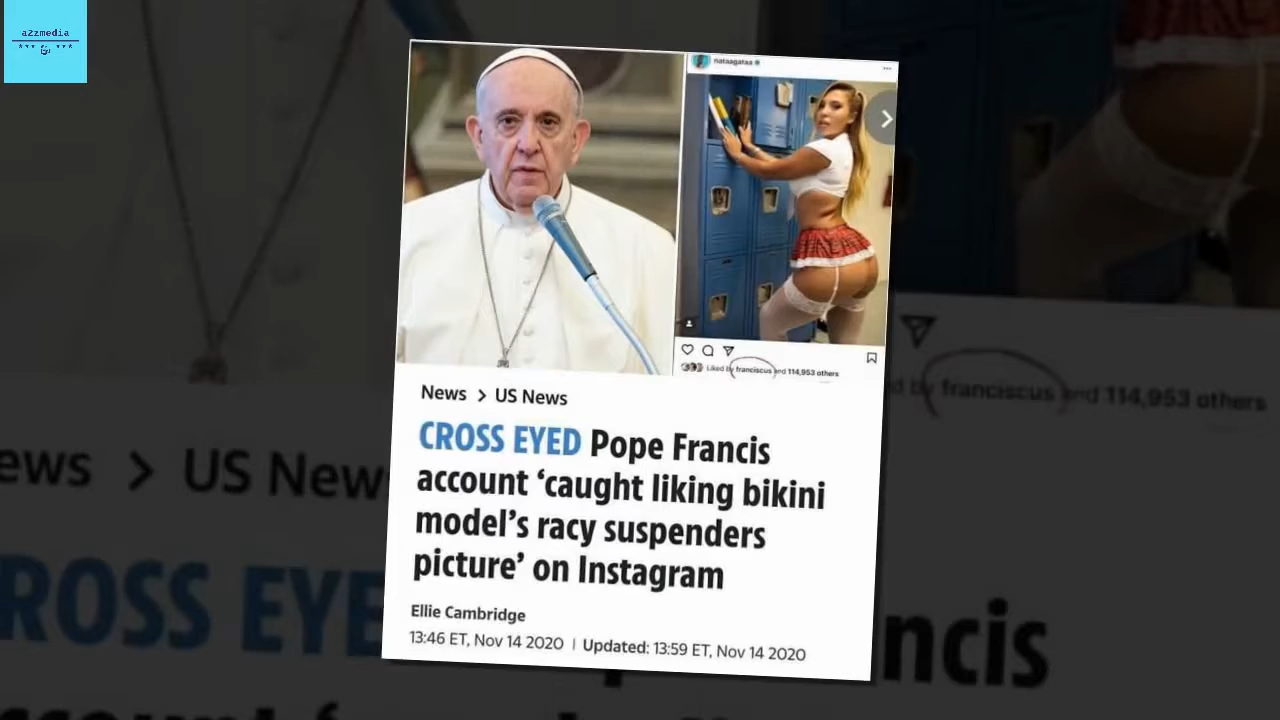 a2zmedia
*** & ***
nataagataa
Liked by franciscus and 114,953 others
News > US News
CROSS EYED Pope Francis
account ‘caught liking bikini
model’s racy suspenders
picture’ on Instagram
Ellie Cambridge
13:46 ET, Nov 14 2020 | Updated: 13:59 ET, Nov 14 2020
d by franciscus and 114,953 others
ews > US New
ROSS EYE
ncis